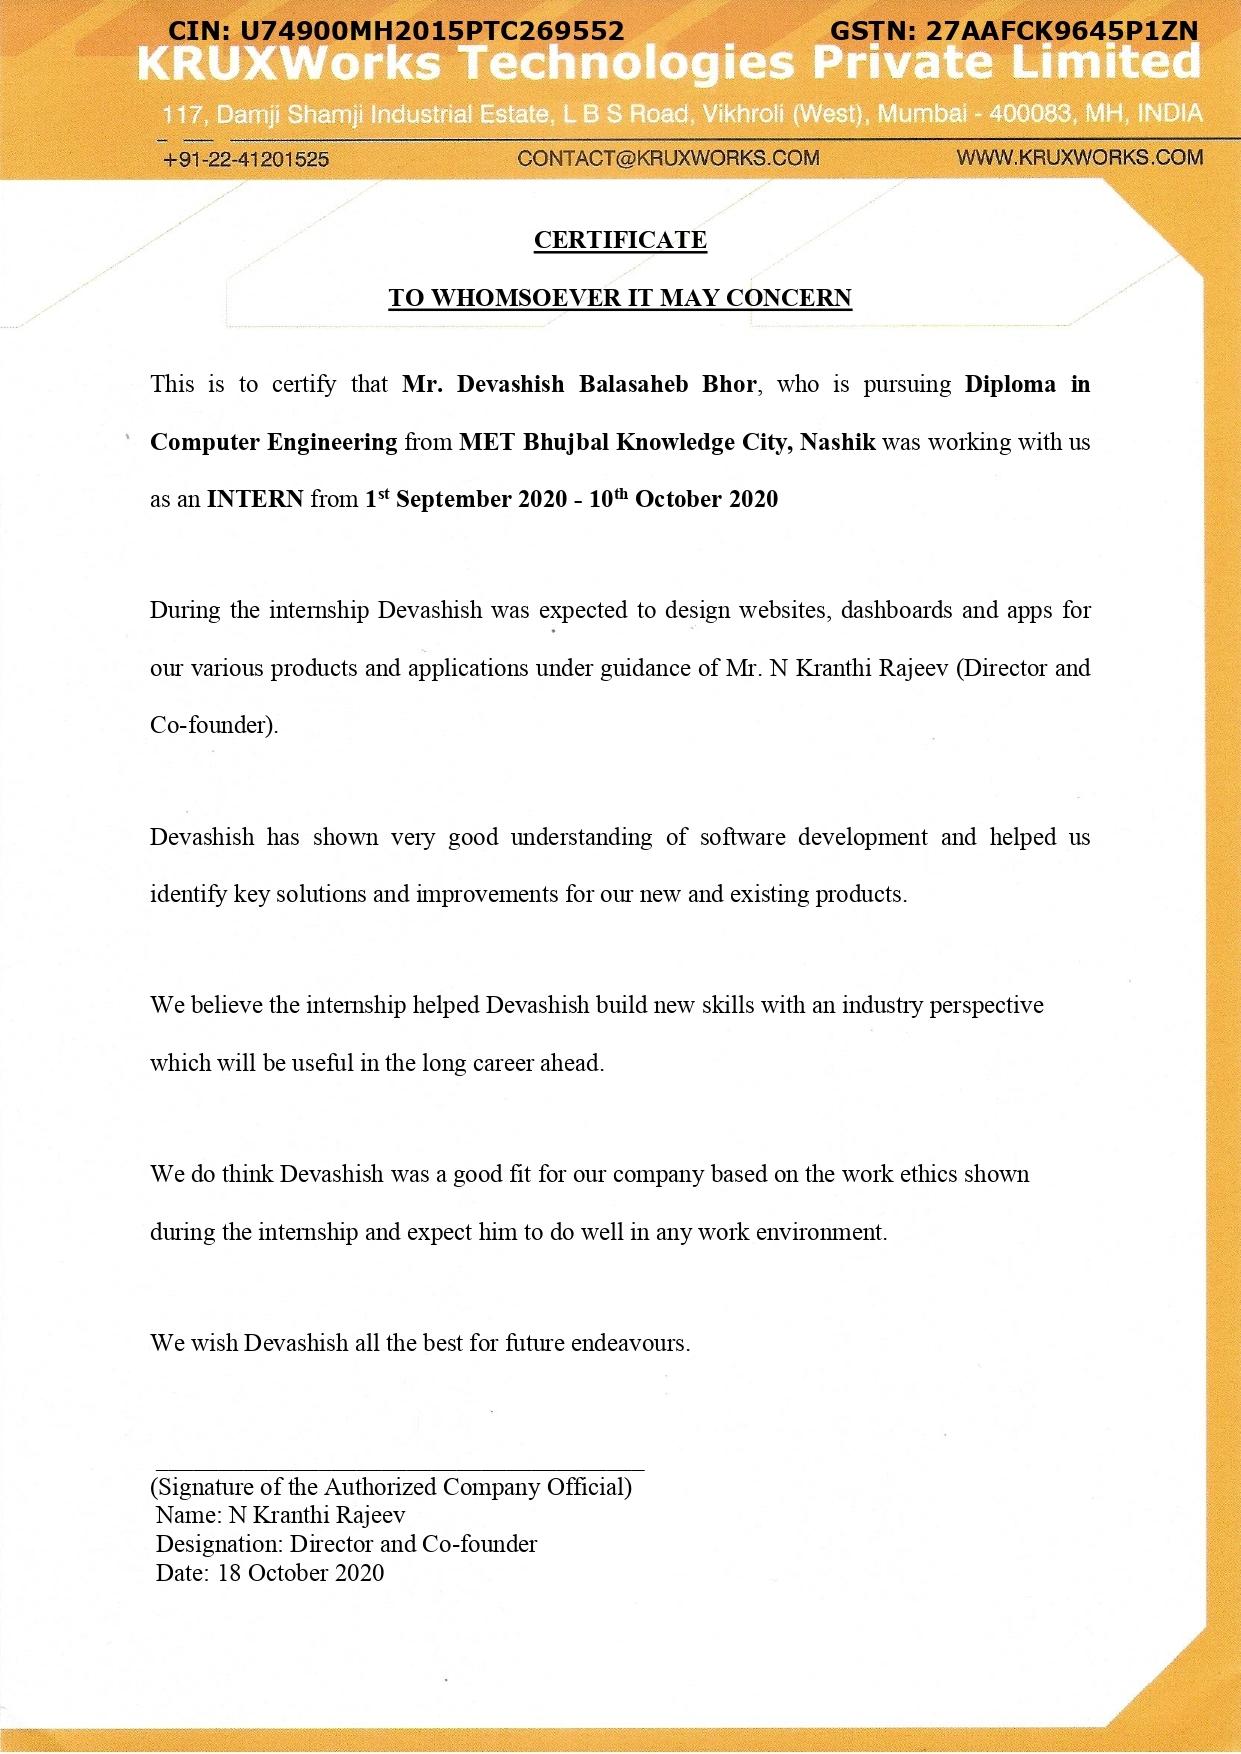 CIN: U74900MH2015PTC269552 GSTN: 27AAFCK9645P1ZN
KRUXWorks Technologies Private Limited
117, Damji Shamji Industrial Estate, L B S Road, Vikhroli (West), Mumbai - 400083, MH, INDIA
+91-22-41201525 CONTACT@KRUXWORKS.COM WWW.KRUXWORKS.COM
CERTIFICATE
TO WHOMSOEVER IT MAY CONCERN
This is to certify that Mr. Devashish Balasaheb Bhor, who is pursuing Diploma in
Computer Engineering from MET Bhujbal Knowledge City, Nashik was working with us
as an INTERN from 1st September 2020 - 10th October 2020
During the internship Devashish was expected to design websites, dashboards and apps for
our various products and applications under guidance of Mr. N Kranthi Rajeev (Director and
Co-founder).
Devashish has shown very good understanding of software development and helped us
identify key solutions and improvements for our new and existing products.
We believe the internship helped Devashish build new skills with an industry perspective
which will be useful in the long career ahead.
We do think Devashish was a good fit for our company based on the work ethics shown
during the internship and expect him to do well in any work environment.
We wish Devashish all the best for future endeavours.
(Signature of the Authorized Company Official)
Name: N Kranthi Rajeev
Designation: Director and Co-founder
Date: 18 October 2020